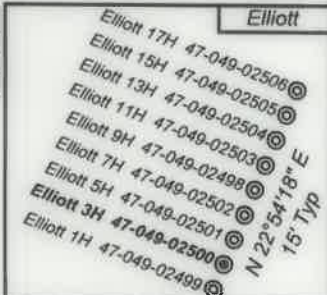 Elliott
Elliott 17H 47-049-02506
Elliott 15H 47-049-02505
Elliott 13H 47-049-02504
Elliott 11H 47-049-02503
Elliott 9H 47-049-02498
Elliott 7H 47-049-02502
Elliott 5H 47-049-02501
Elliott 3H 47-049-02500
Elliott 1H 47-049-02499
N 22°54'18" E
15' Typ